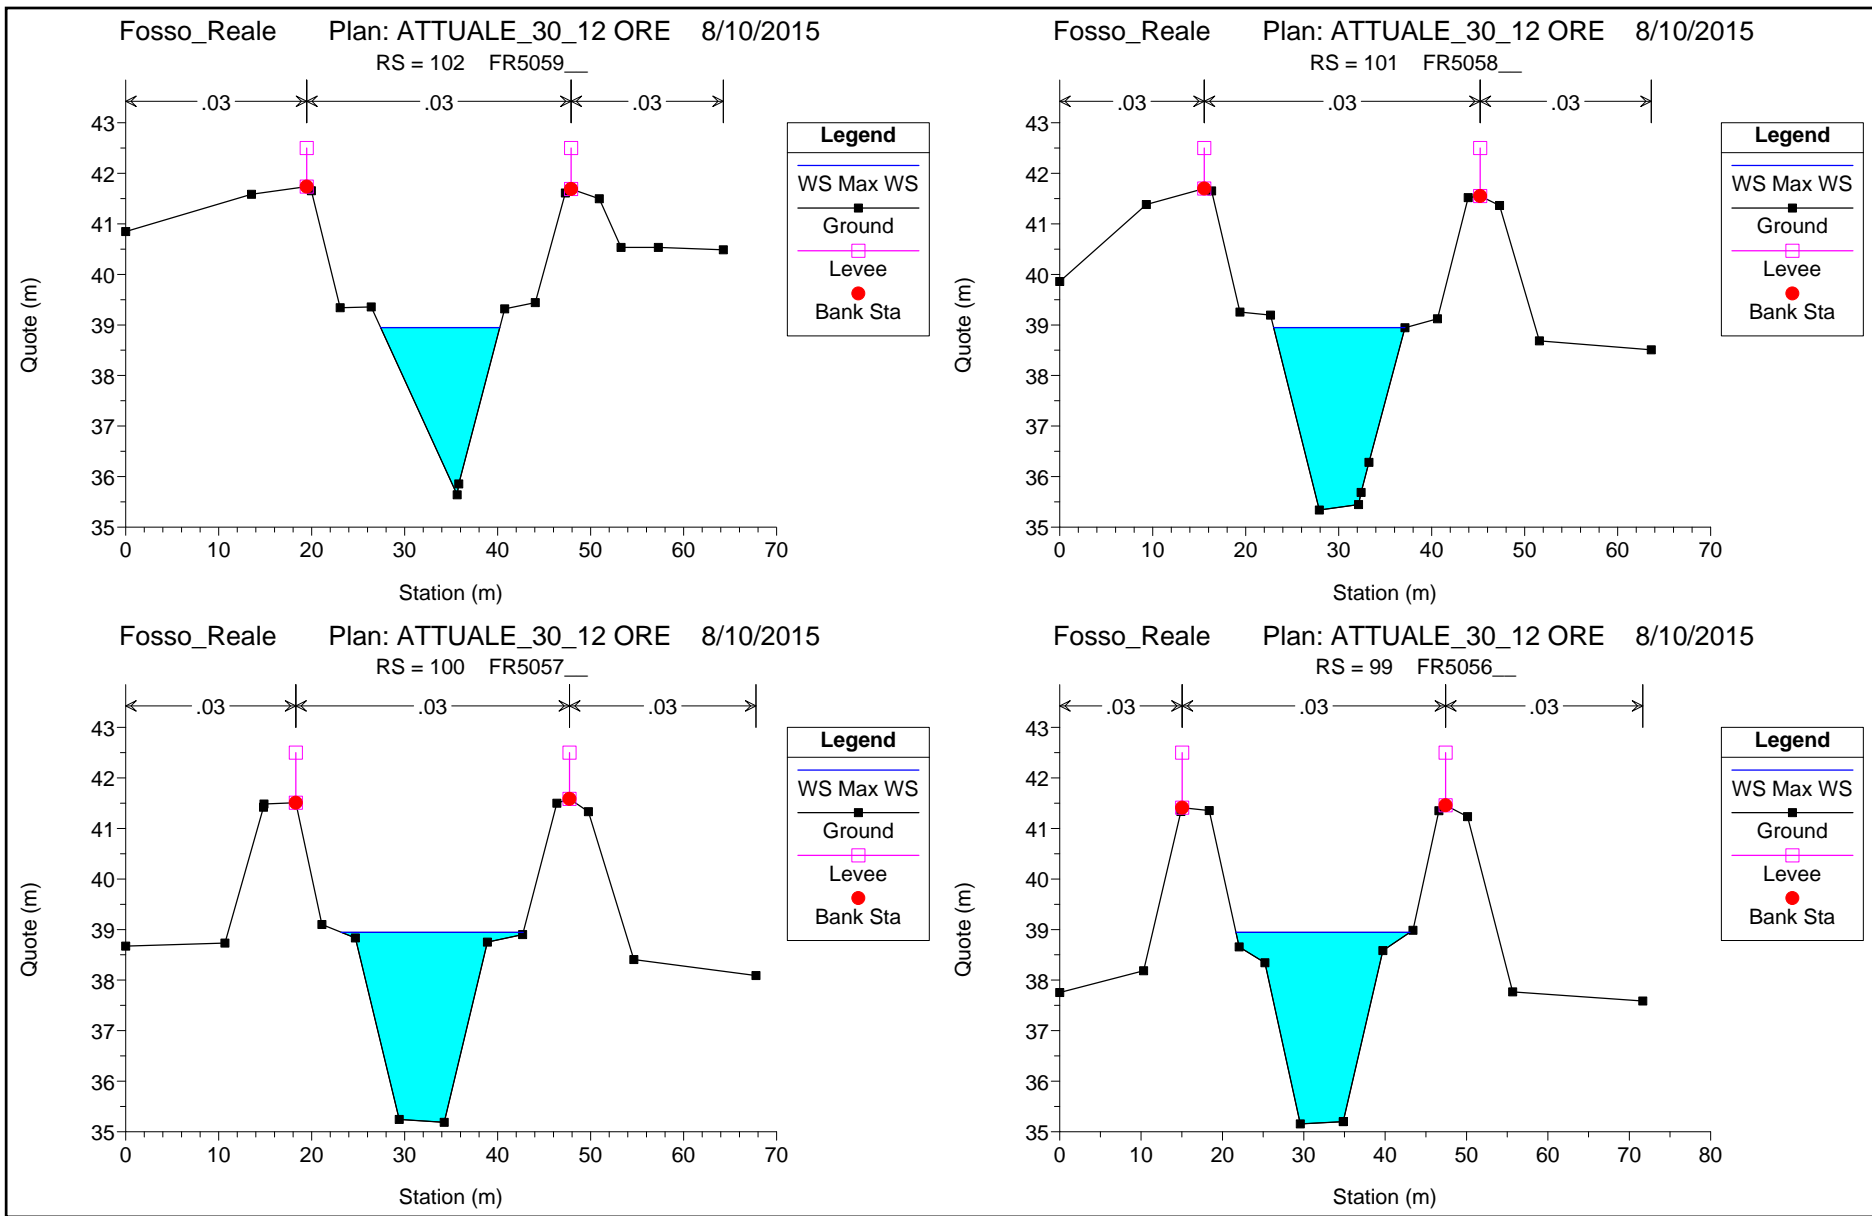 Fosso_Reale Plan: ATTUALE_30_12 ORE 8/10/2015
RS = 102 FR5059__
.03 .03 .03
43
42
41
40
39
38
37
36
35
Quote (m)
0 10 20 30 40 50 60 70
Station (m)
Legend
WS Max WS
Ground
Levee
Bank Sta
Fosso_Reale Plan: ATTUALE_30_12 ORE 8/10/2015
RS = 101 FR5058__
.03 .03 .03
43
42
41
40
39
38
37
36
35
Quote (m)
0 10 20 30 40 50 60 70
Station (m)
Legend
WS Max WS
Ground
Levee
Bank Sta
Fosso_Reale Plan: ATTUALE_30_12 ORE 8/10/2015
RS = 100 FR5057__
.03 .03 .03
43
42
41
40
39
38
37
36
35
Quote (m)
0 10 20 30 40 50 60 70
Station (m)
Legend
WS Max WS
Ground
Levee
Bank Sta
Fosso_Reale Plan: ATTUALE_30_12 ORE 8/10/2015
RS = 99 FR5056__
.03 .03 .03
43
42
41
40
39
38
37
36
35
Quote (m)
0 10 20 30 40 50 60 70 80
Station (m)
Legend
WS Max WS
Ground
Levee
Bank Sta